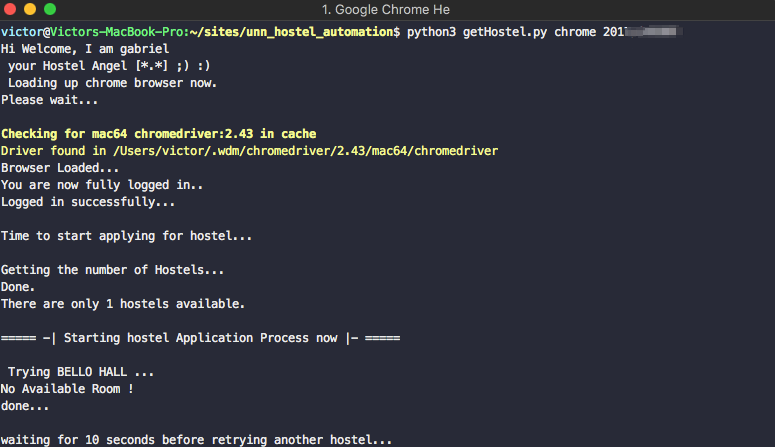 1. Google Chrome He
victor@Victors-MacBook-Pro:~/sites/unn_hostel_automation$ python3 getHostel.py chrome 201
Hi Welcome, I am gabriel
your Hostel Angel [*.*] ;) :)
Loading up chrome browser now.
Please wait...
Checking for mac64 chromedriver:2.43 in cache
Driver found in /Users/victor/.wdm/chromedriver/2.43/mac64/chromedriver
Browser Loaded...
You are now fully logged in..
Logged in successfully...
Time to start applying for hostel...
Getting the number of Hostels...
Done.
There are only 1 hostels available.
===== -| Starting hostel Application Process now |- =====
Trying BELLO HALL ...
No Available Room !
done...
waiting for 10 seconds before retrying another hostel...